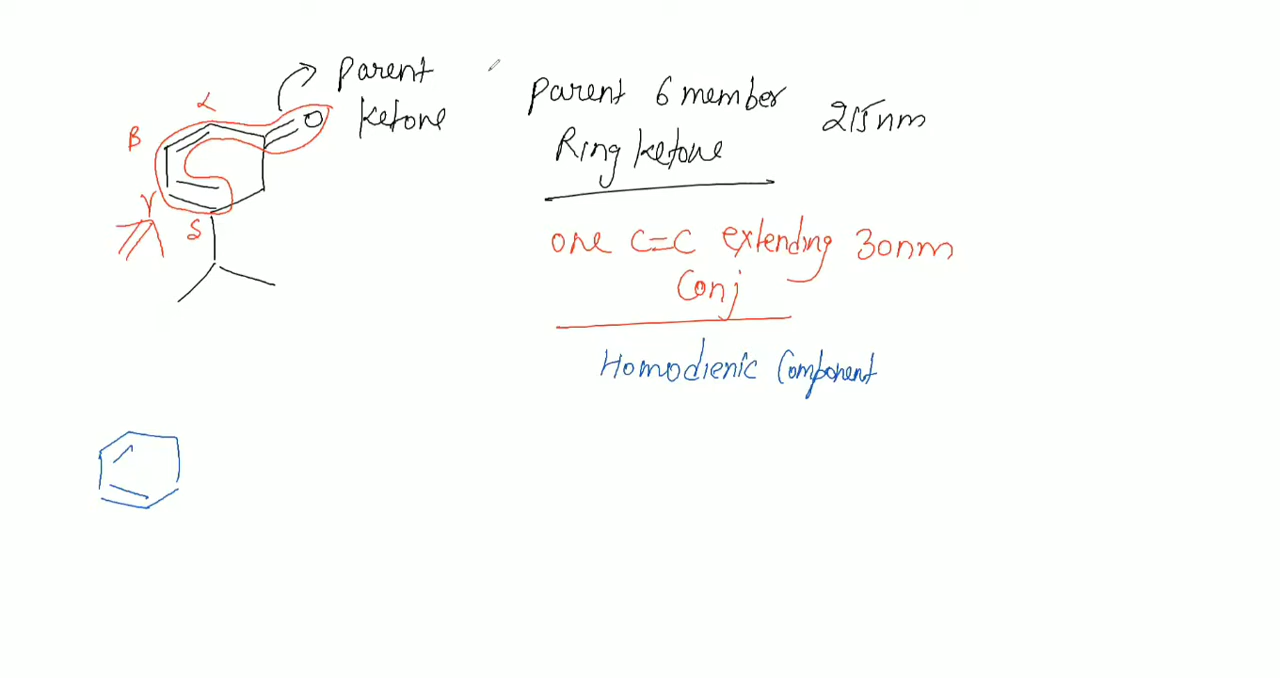 Parent
ketone
α
β
O
γ
S
Parent 6 member
Ring ketone
215nm
one C=C extending 30nm
Conj
Homodienic Component